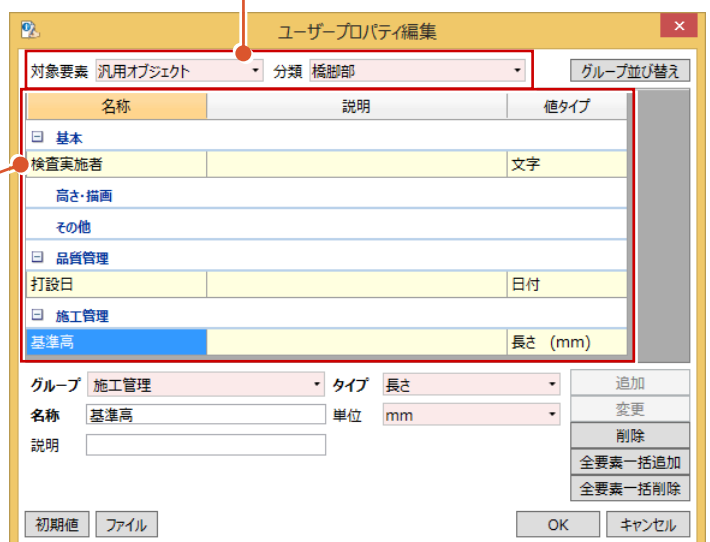 ユーザープロパティ編集
対象要素 汎用オブジェクト 分類 橋脚部 グループ並び替え
名称 説明 値タイプ
基本
検査実施者 文字
高さ・描画
その他
品質管理
打設日 日付
施工管理
基準高 長さ (mm)
グループ 施工管理 タイプ 長さ 追加
名称 基準高 単位 mm 変更
説明 削除
全要素一括追加
全要素一括削除
初期値 ファイル OK キャンセル